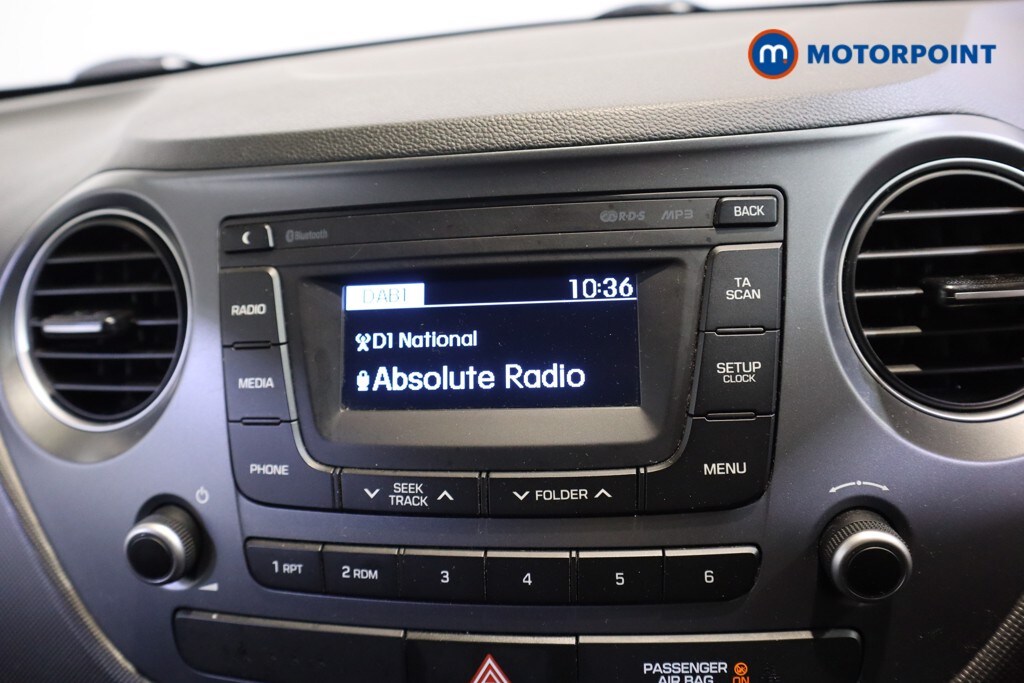 m MOTORPOINT
R·D·S MP3 BACK
Bluetooth
RADIO
MEDIA
PHONE
DAB1 10:36
D1 National
Absolute Radio
TA
SCAN
SETUP
CLOCK
MENU
SEEK
TRACK
FOLDER
1 RPT 2 RDM 3 4 5 6
PASSENGER
AIR BAG ON